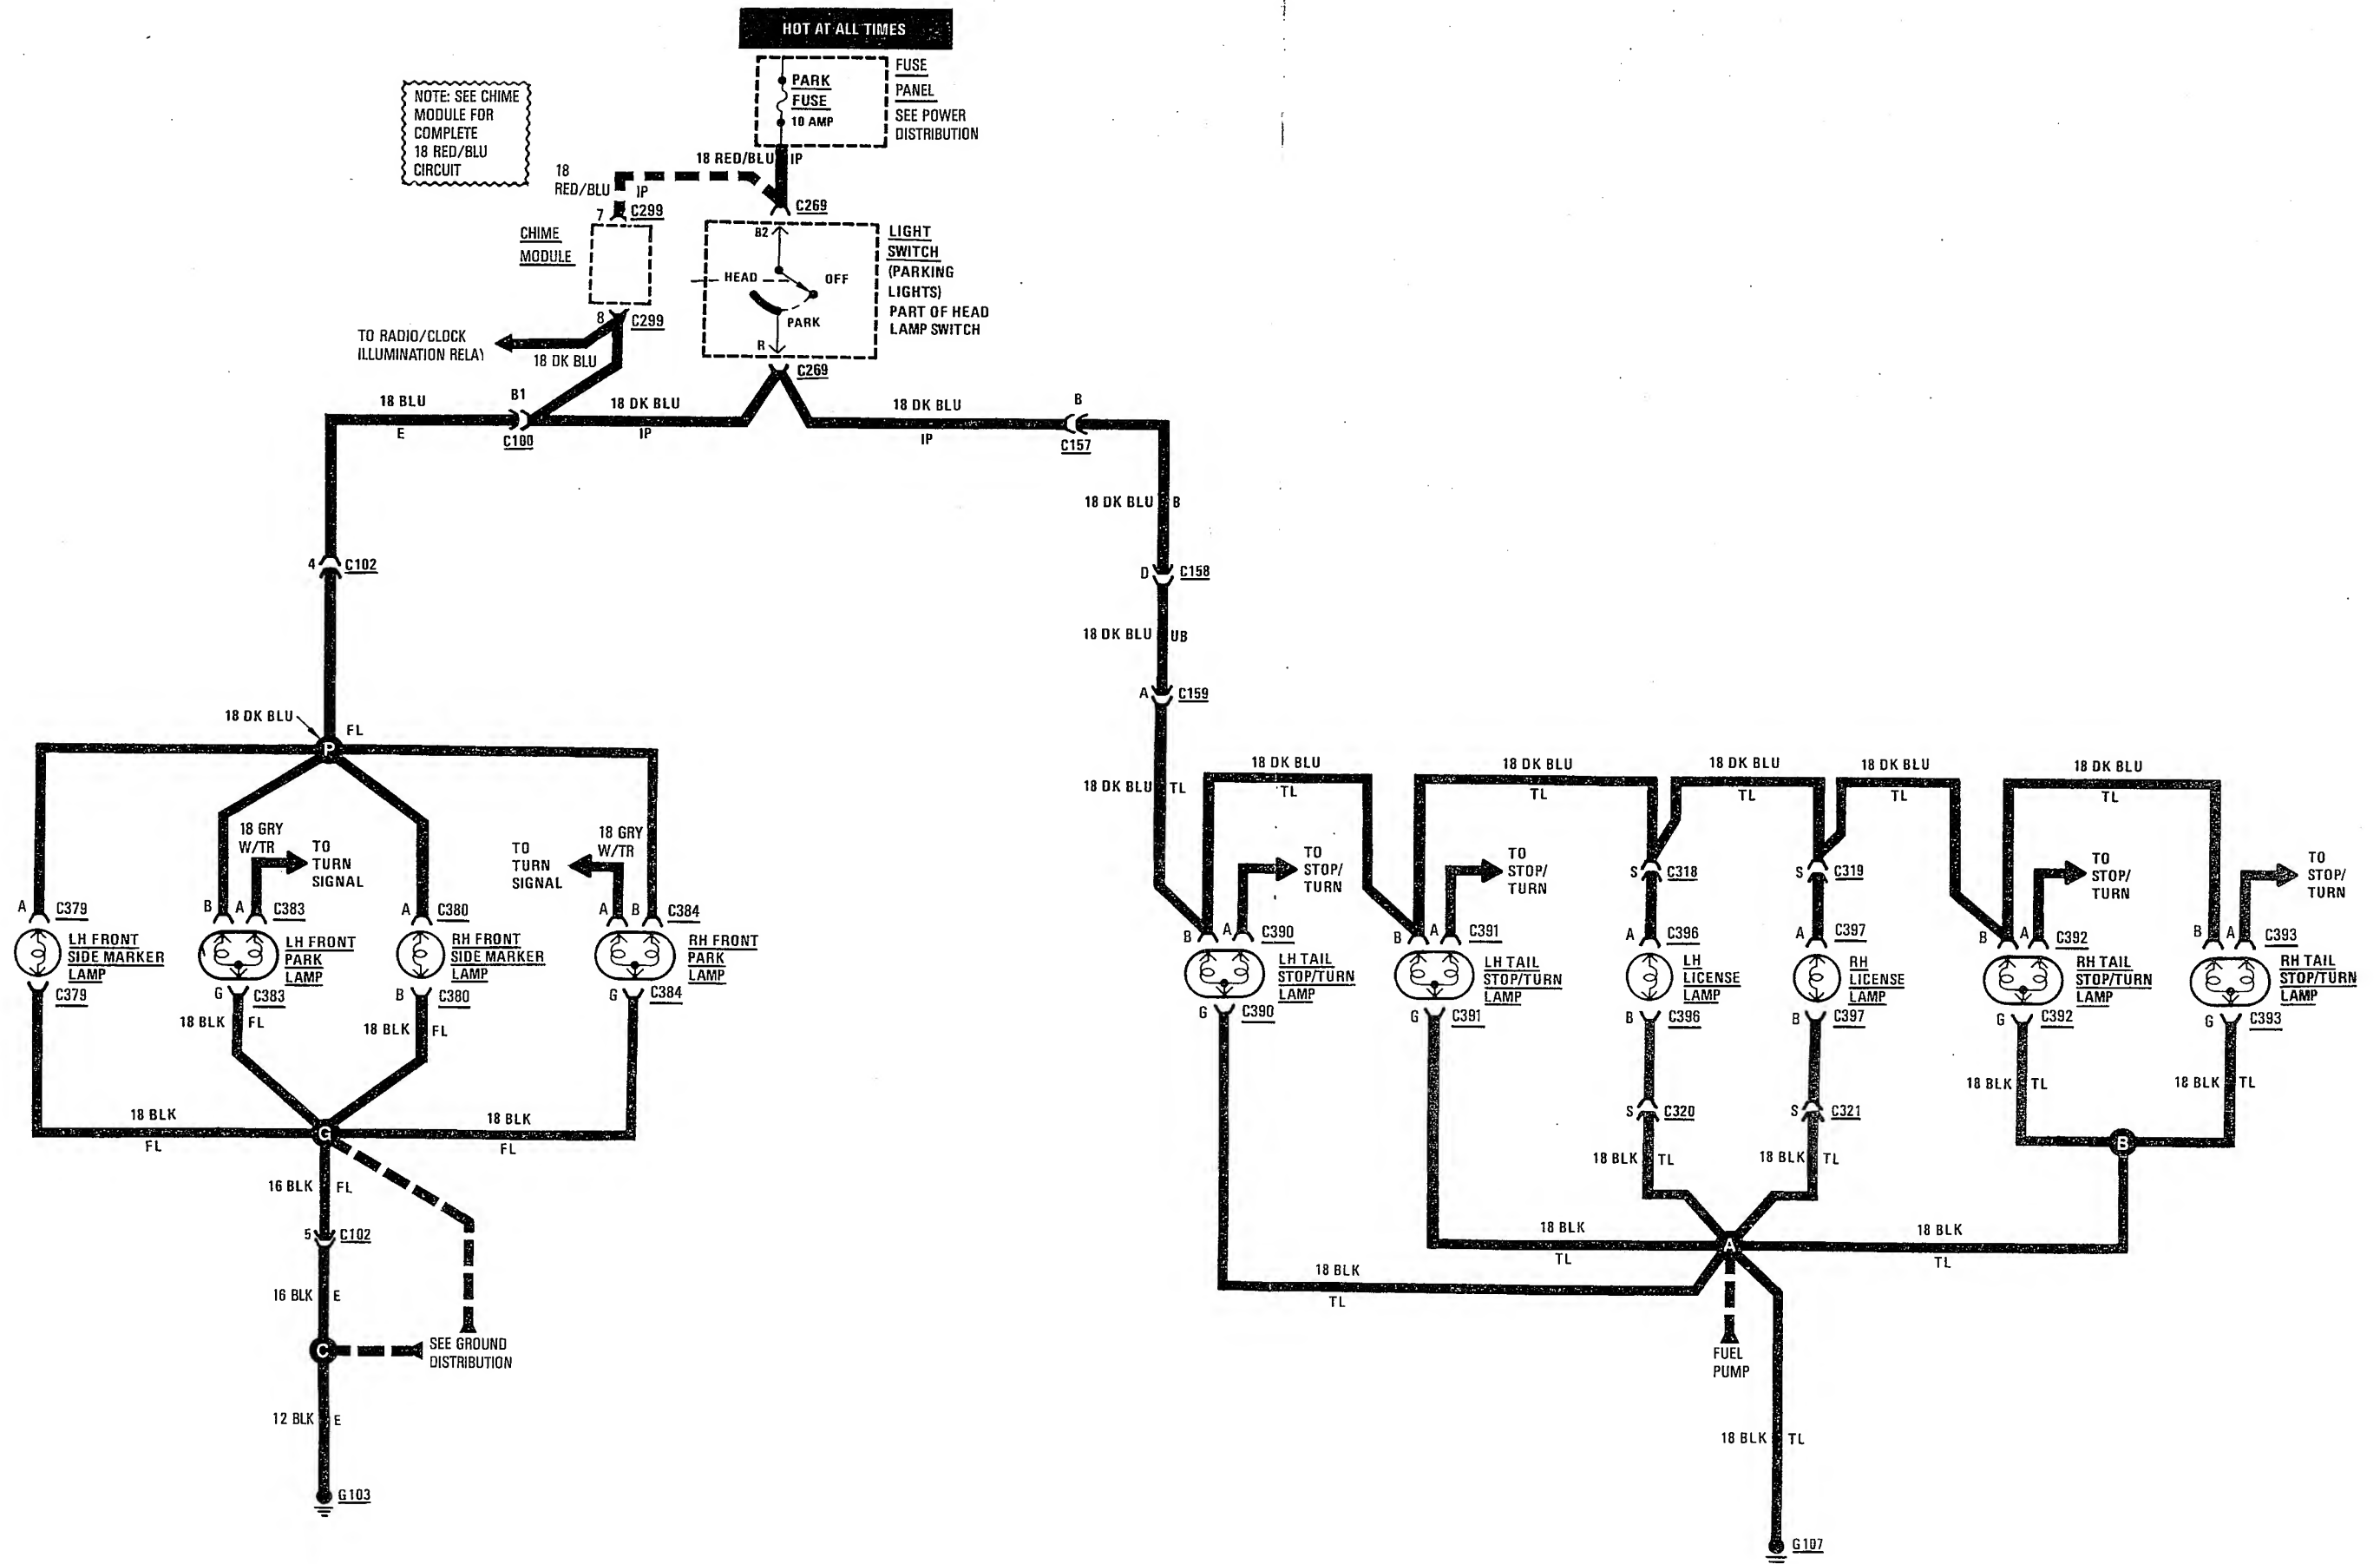 HOT AT ALL TIMES
PARK
FUSE
10 AMP
FUSE
PANEL
SEE POWER
DISTRIBUTION
NOTE: SEE CHIME
MODULE FOR
COMPLETE
18 RED/BLU
CIRCUIT
18 RED/BLU
IP
18
RED/BLU
IP
7
C299
C269
CHIME
MODULE
B2
HEAD
OFF
PARK
R
LIGHT
SWITCH
(PARKING
LIGHTS)
PART OF HEAD
LAMP SWITCH
8
C299
TO RADIO/CLOCK
ILLUMINATION RELAY
18 DK BLU
C269
18 BLU
E
B1
C100
18 DK BLU
IP
18 DK BLU
IP
B
C157
18 DK BLU
B
4
C102
D
C158
18 DK BLU
UB
A
C159
18 DK BLU
FL
P
18 DK BLU
TL
18 DK BLU
TL
18 DK BLU
TL
18 DK BLU
TL
18 DK BLU
TL
18 DK BLU
TL
18 GRY
W/TR
TO
TURN
SIGNAL
TO
TURN
SIGNAL
18 GRY
W/TR
TO
STOP/
TURN
TO
STOP/
TURN
S
C318
S
C319
TO
STOP/
TURN
TO
STOP/
TURN
A
C379
B
A
C383
A
C380
A
B
C384
B
A
C390
B
A
C391
A
C396
A
C397
B
A
C392
B
A
C393
LH FRONT
SIDE MARKER
LAMP
LH FRONT
PARK
LAMP
RH FRONT
SIDE MARKER
LAMP
RH FRONT
PARK
LAMP
LH TAIL
STOP/TURN
LAMP
LH TAIL
STOP/TURN
LAMP
LH
LICENSE
LAMP
RH
LICENSE
LAMP
RH TAIL
STOP/TURN
LAMP
RH TAIL
STOP/TURN
LAMP
C379
G
C383
B
C380
G
C384
G
C390
G
C391
B
C396
B
C397
G
C392
G
C393
18 BLK
FL
18 BLK
FL
18 BLK
TL
18 BLK
TL
18 BLK
FL
G
18 BLK
FL
S
C320
S
C321
B
18 BLK
TL
18 BLK
TL
16 BLK
FL
5
C102
18 BLK
TL
A
18 BLK
TL
18 BLK
TL
16 BLK
E
C
SEE GROUND
DISTRIBUTION
FUEL
PUMP
12 BLK
E
18 BLK
TL
G103
G107